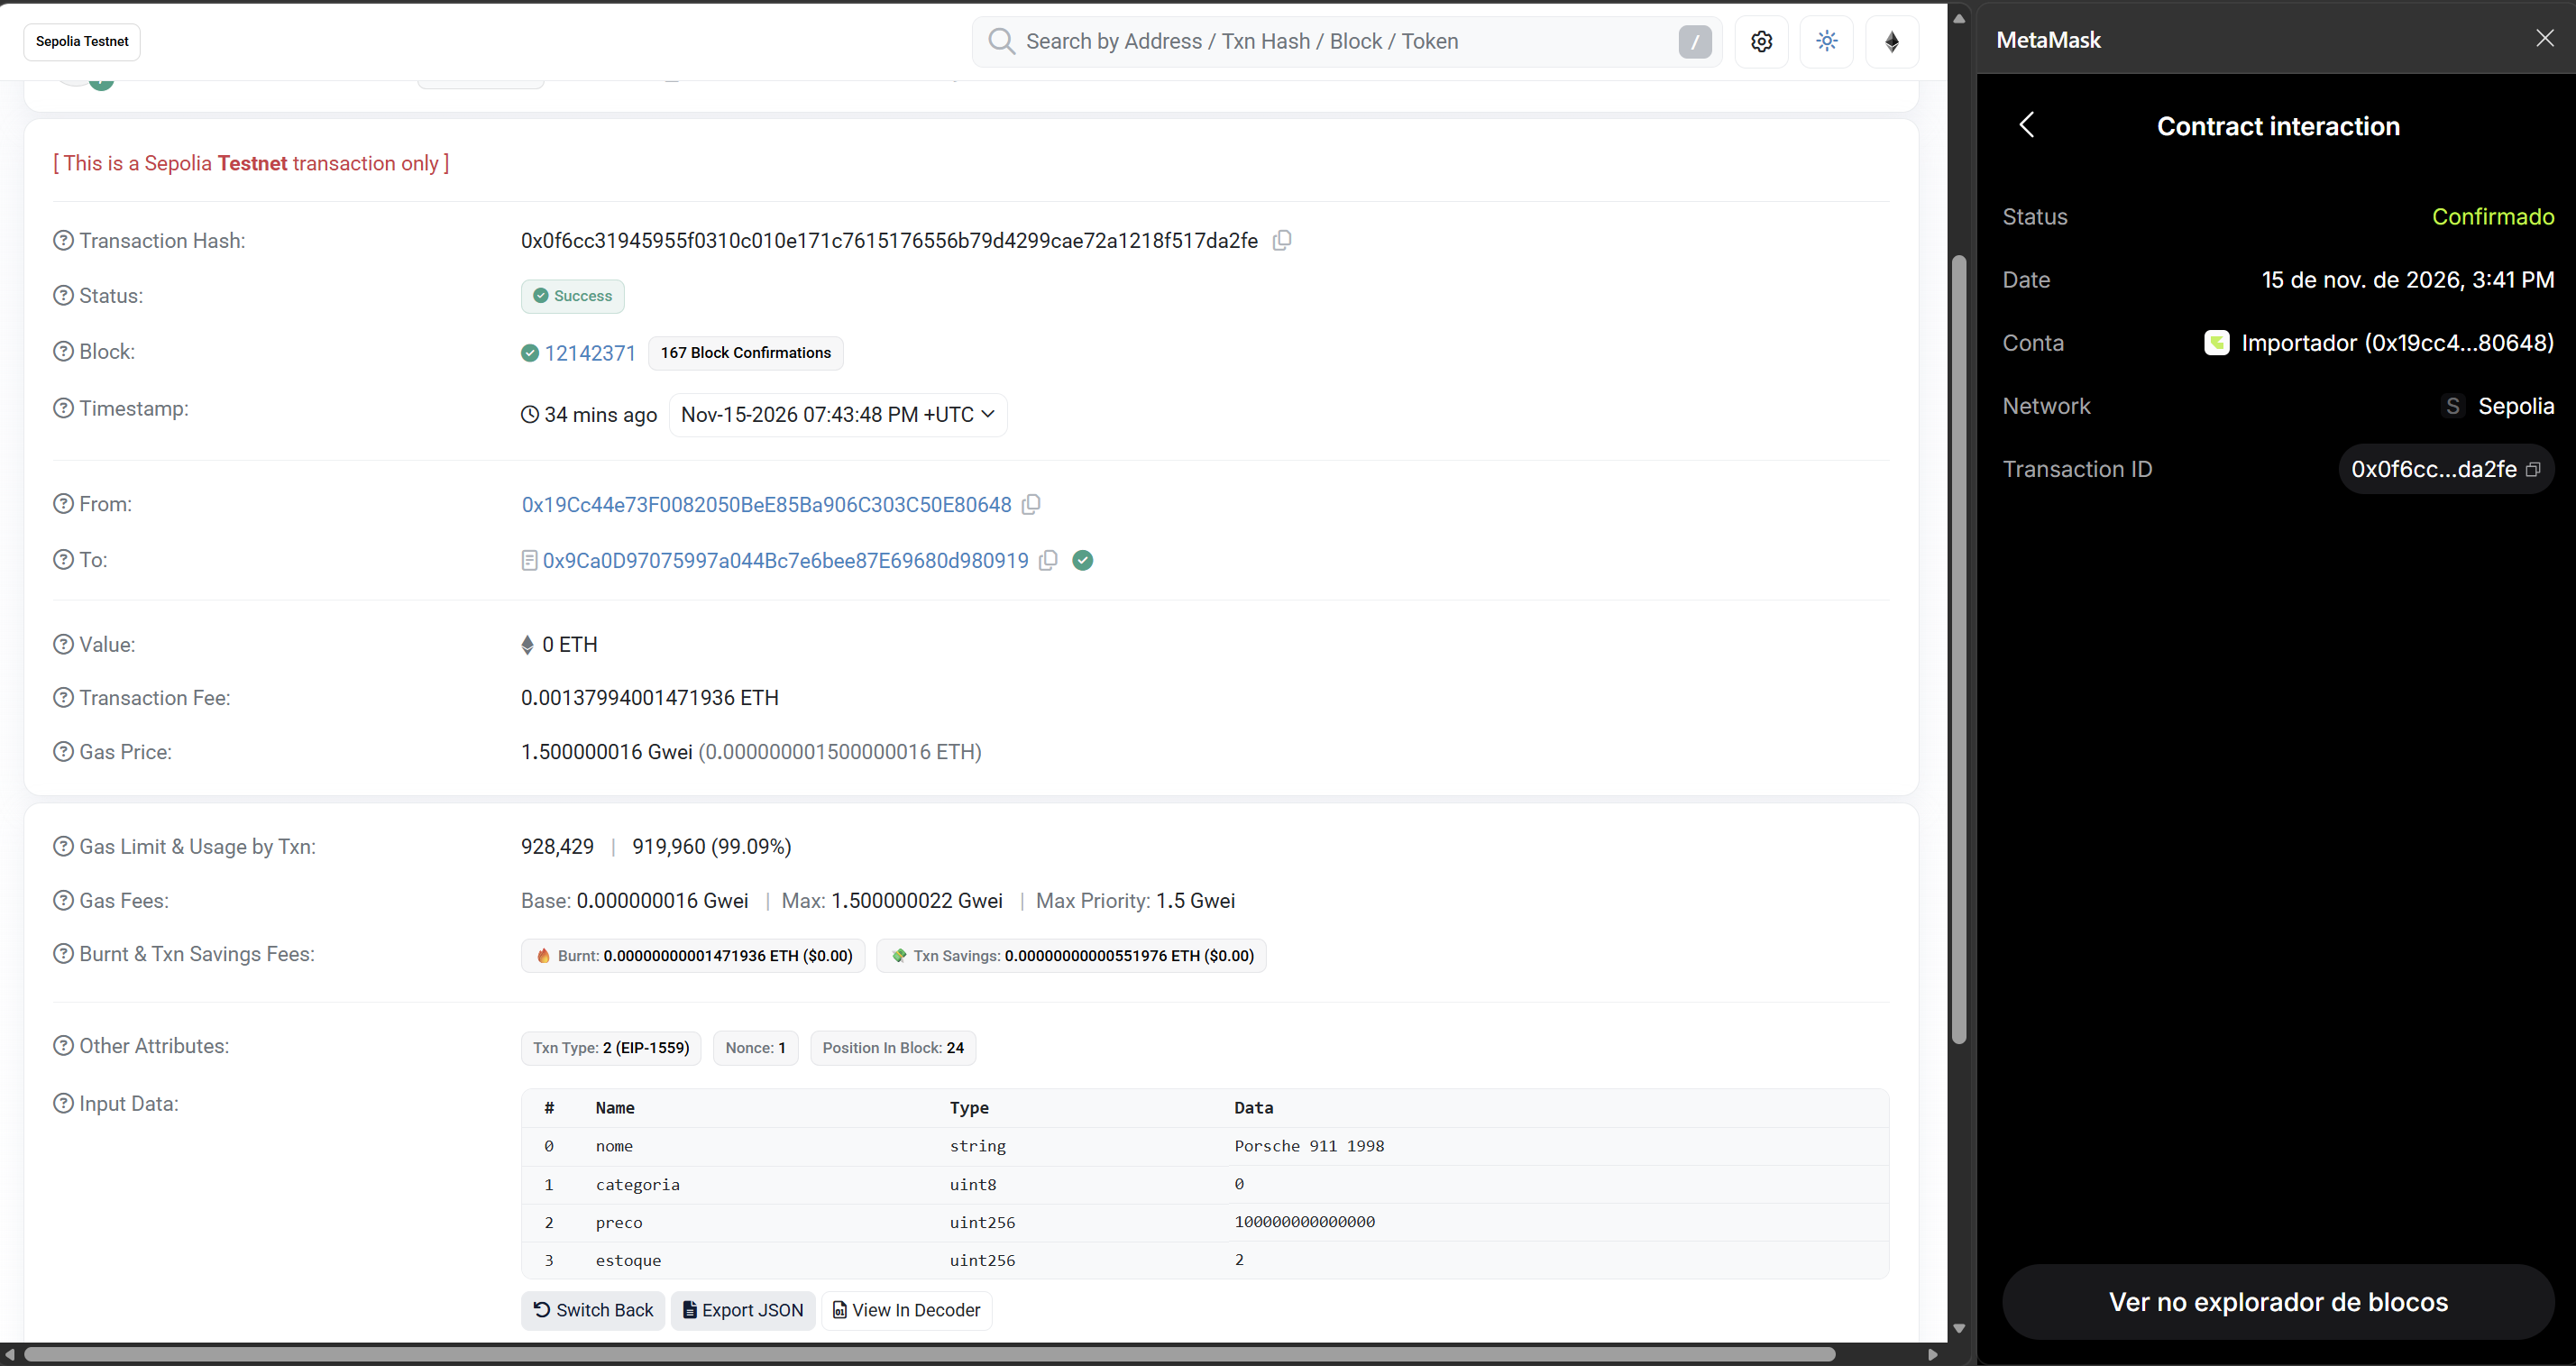 Sepolia Testnet
Search by Address / Txn Hash / Block / Token
/
[ This is a Sepolia Testnet transaction only ]
Transaction Hash:
0x0f6cc31945955f0310c010e171c7615176556b79d4299cae72a1218f517da2fe
Status:
Success
Block:
12142371
167 Block Confirmations
Timestamp:
34 mins ago
Nov-15-2026 07:43:48 PM +UTC
From:
0x19Cc44e73F0082050BeE85Ba906C303C50E80648
To:
0x9Ca0D97075997a044Bc7e6bee87E69680d980919
Value:
0 ETH
Transaction Fee:
0.00137994001471936 ETH
Gas Price:
1.500000016 Gwei (0.000000001500000016 ETH)
Gas Limit & Usage by Txn:
928,429 | 919,960 (99.09%)
Gas Fees:
Base: 0.000000016 Gwei | Max: 1.500000022 Gwei | Max Priority: 1.5 Gwei
Burnt & Txn Savings Fees:
Burnt: 0.00000000001471936 ETH ($0.00)
Txn Savings: 0.00000000000551976 ETH ($0.00)
Other Attributes:
Txn Type: 2 (EIP-1559)
Nonce: 1
Position In Block: 24
Input Data:
# Name Type Data
0 nome string Porsche 911 1998
1 categoria uint8 0
2 preco uint256 100000000000000
3 estoque uint256 2
Switch Back
Export JSON
View In Decoder
MetaMask
Contract interaction
Status Confirmado
Date 15 de nov. de 2026, 3:41 PM
Conta Importador (0x19cc4...80648)
Network S Sepolia
Transaction ID 0x0f6cc...da2fe
Ver no explorador de blocos